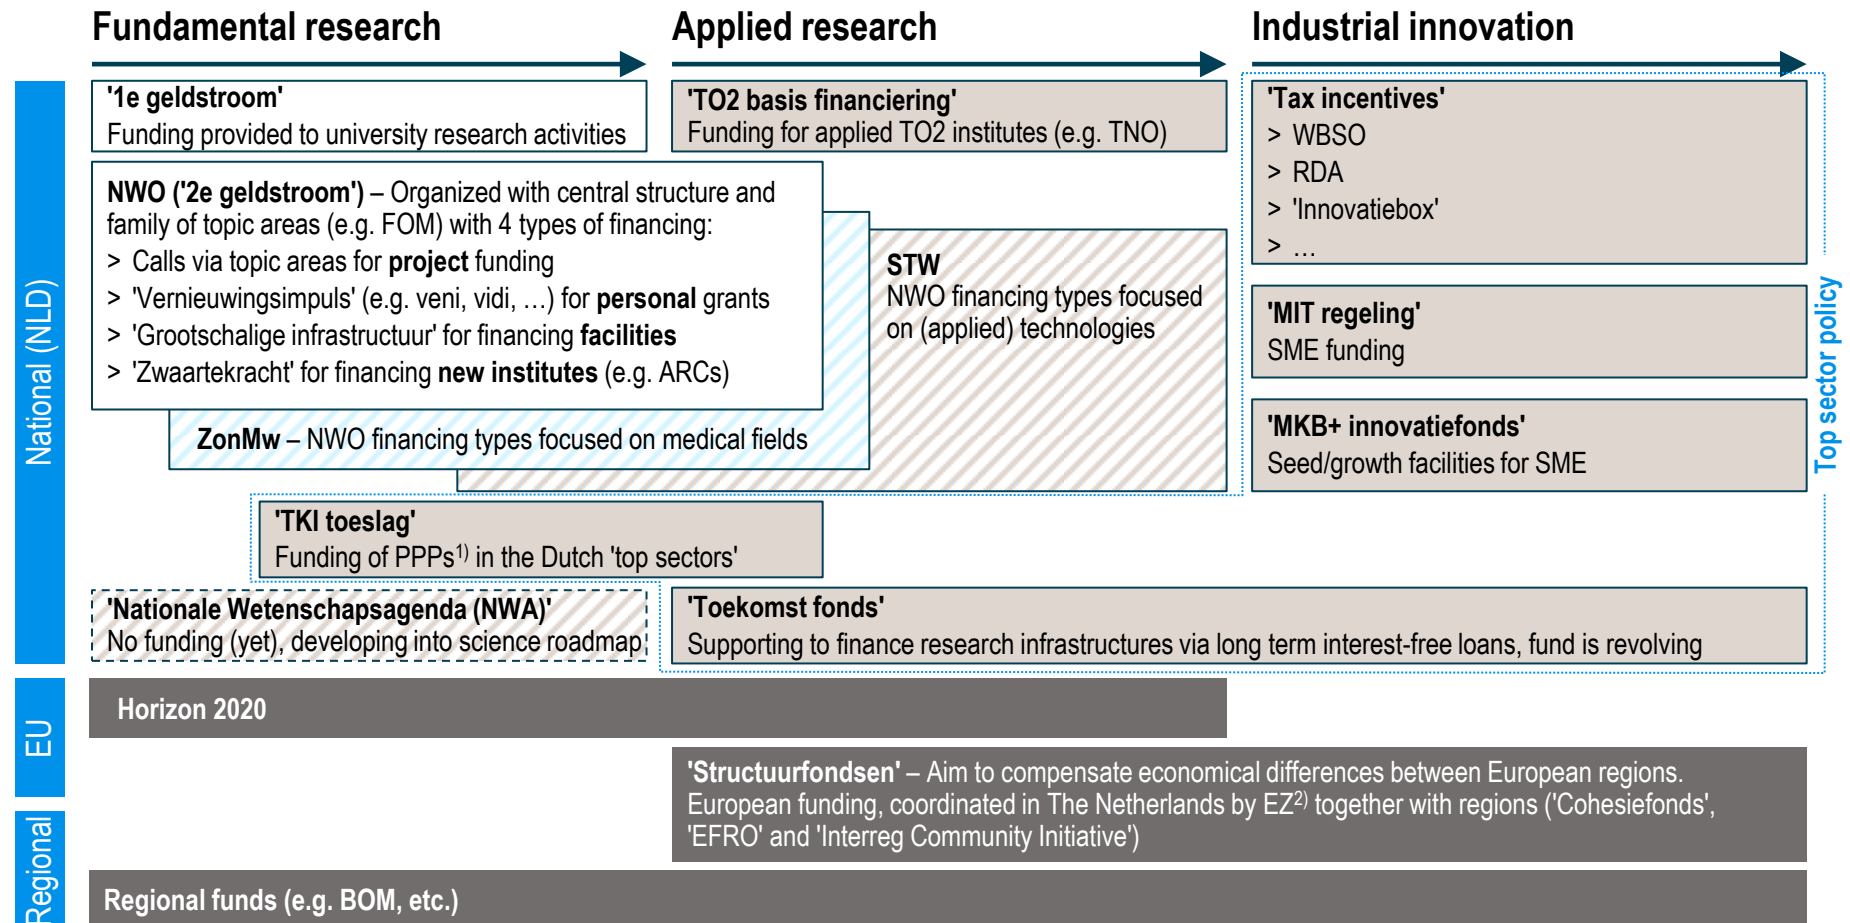 Fundamental research
Applied research
Industrial innovation
National (NLD)
'1e geldstroom'
Funding provided to university research activities
'TO2 basis financiering'
Funding for applied TO2 institutes (e.g. TNO)
'Tax incentives'
> WBSO
> RDA
> 'Innovatiebox'
> …
NWO ('2e geldstroom') – Organized with central structure and
family of topic areas (e.g. FOM) with 4 types of financing:
> Calls via topic areas for project funding
> 'Vernieuwingsimpuls' (e.g. veni, vidi, …) for personal grants
> 'Grootschalige infrastructuur' for financing facilities
> 'Zwaartekracht' for financing new institutes (e.g. ARCs)
STW
NWO financing types focused
on (applied) technologies
ZonMw – NWO financing types focused on medical fields
'MIT regeling'
SME funding
'MKB+ innovatiefonds'
Seed/growth facilities for SME
Top sector policy
'TKI toeslag'
Funding of PPPs1) in the Dutch 'top sectors'
'Nationale Wetenschapsagenda (NWA)'
No funding (yet), developing into science roadmap
'Toekomst fonds'
Supporting to finance research infrastructures via long term interest-free loans, fund is revolving
EU
Horizon 2020
'Structuurfondsen' – Aim to compensate economical differences between European regions.
European funding, coordinated in The Netherlands by EZ2) together with regions ('Cohesiefonds',
'EFRO' and 'Interreg Community Initiative')
Regional
Regional funds (e.g. BOM, etc.)